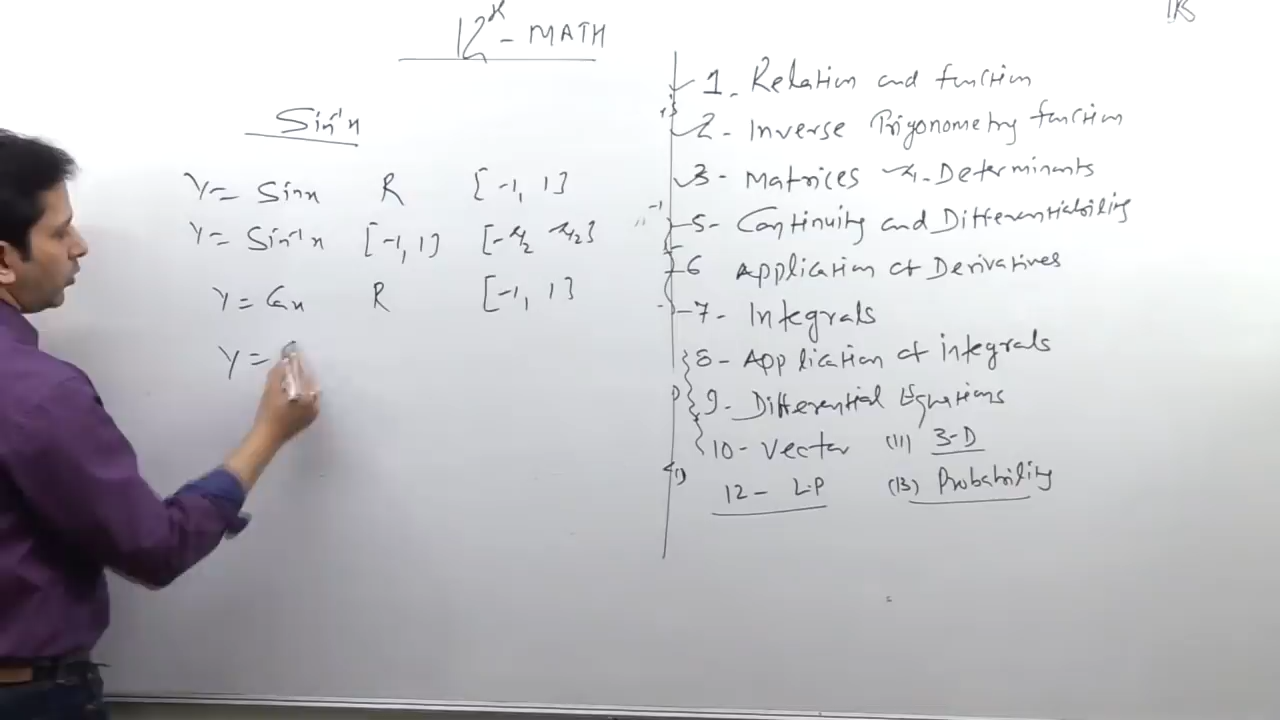 12th - MATH
Sin⁻¹x
Y = Sinx R [-1, 1]
Y = Sin⁻¹x [-1, 1] [-π/2 π/2]
Y = Cosx R [-1, 1]
Y =
1. Relation and function
2- Inverse Trigonometry function
3- Matrices 4. Determinants
5- Continuity and Differentiability
6 Application of Derivatives
7- Integrals
8- Application of integrals
9- Differential Equations
10- Vector (11) 3-D
12- L.P (13) Probability